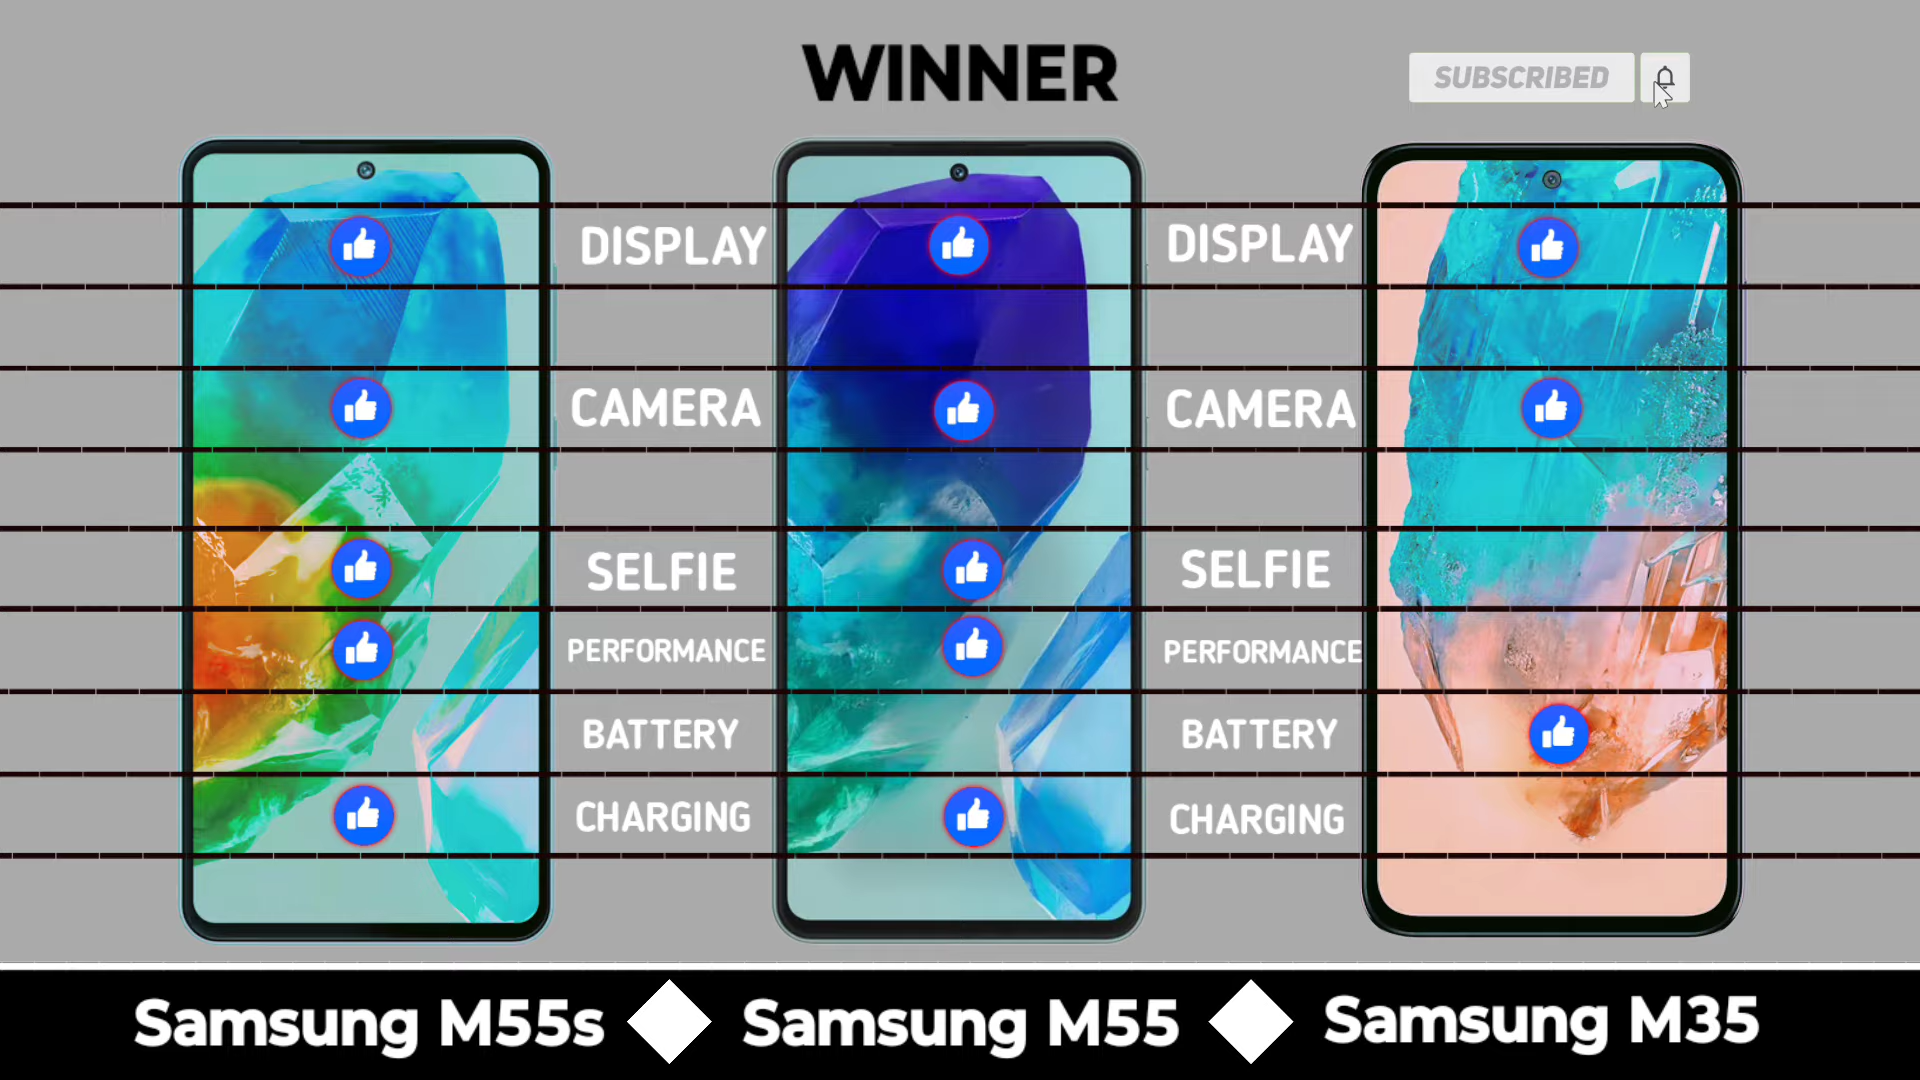 WINNER
SUBSCRIBED
DISPLAY DISPLAY
CAMERA CAMERA
SELFIE SELFIE
PERFORMANCE PERFORMANCE
BATTERY BATTERY
CHARGING CHARGING
Samsung M55s Samsung M55 Samsung M35